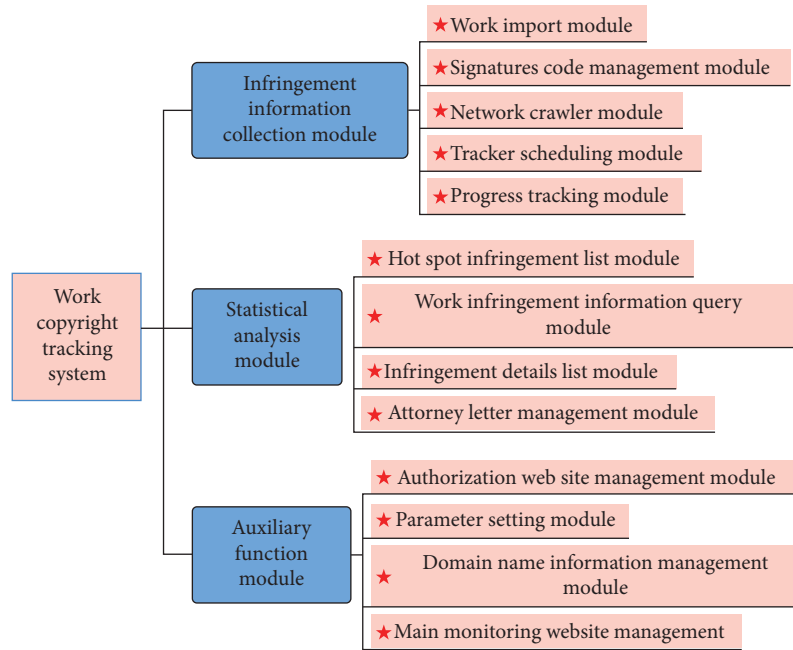 Work
copyright
tracking
system
Infringement
information
collection module
Work import module
Signatures code management module
Network crawler module
Tracker scheduling module
Progress tracking module
Statistical
analysis
module
Hot spot infringement list module
Work infringement information query
module
Infringement details list module
Attorney letter management module
Auxiliary
function
module
Authorization web site management module
Parameter setting module
Domain name information management
module
Main monitoring website management